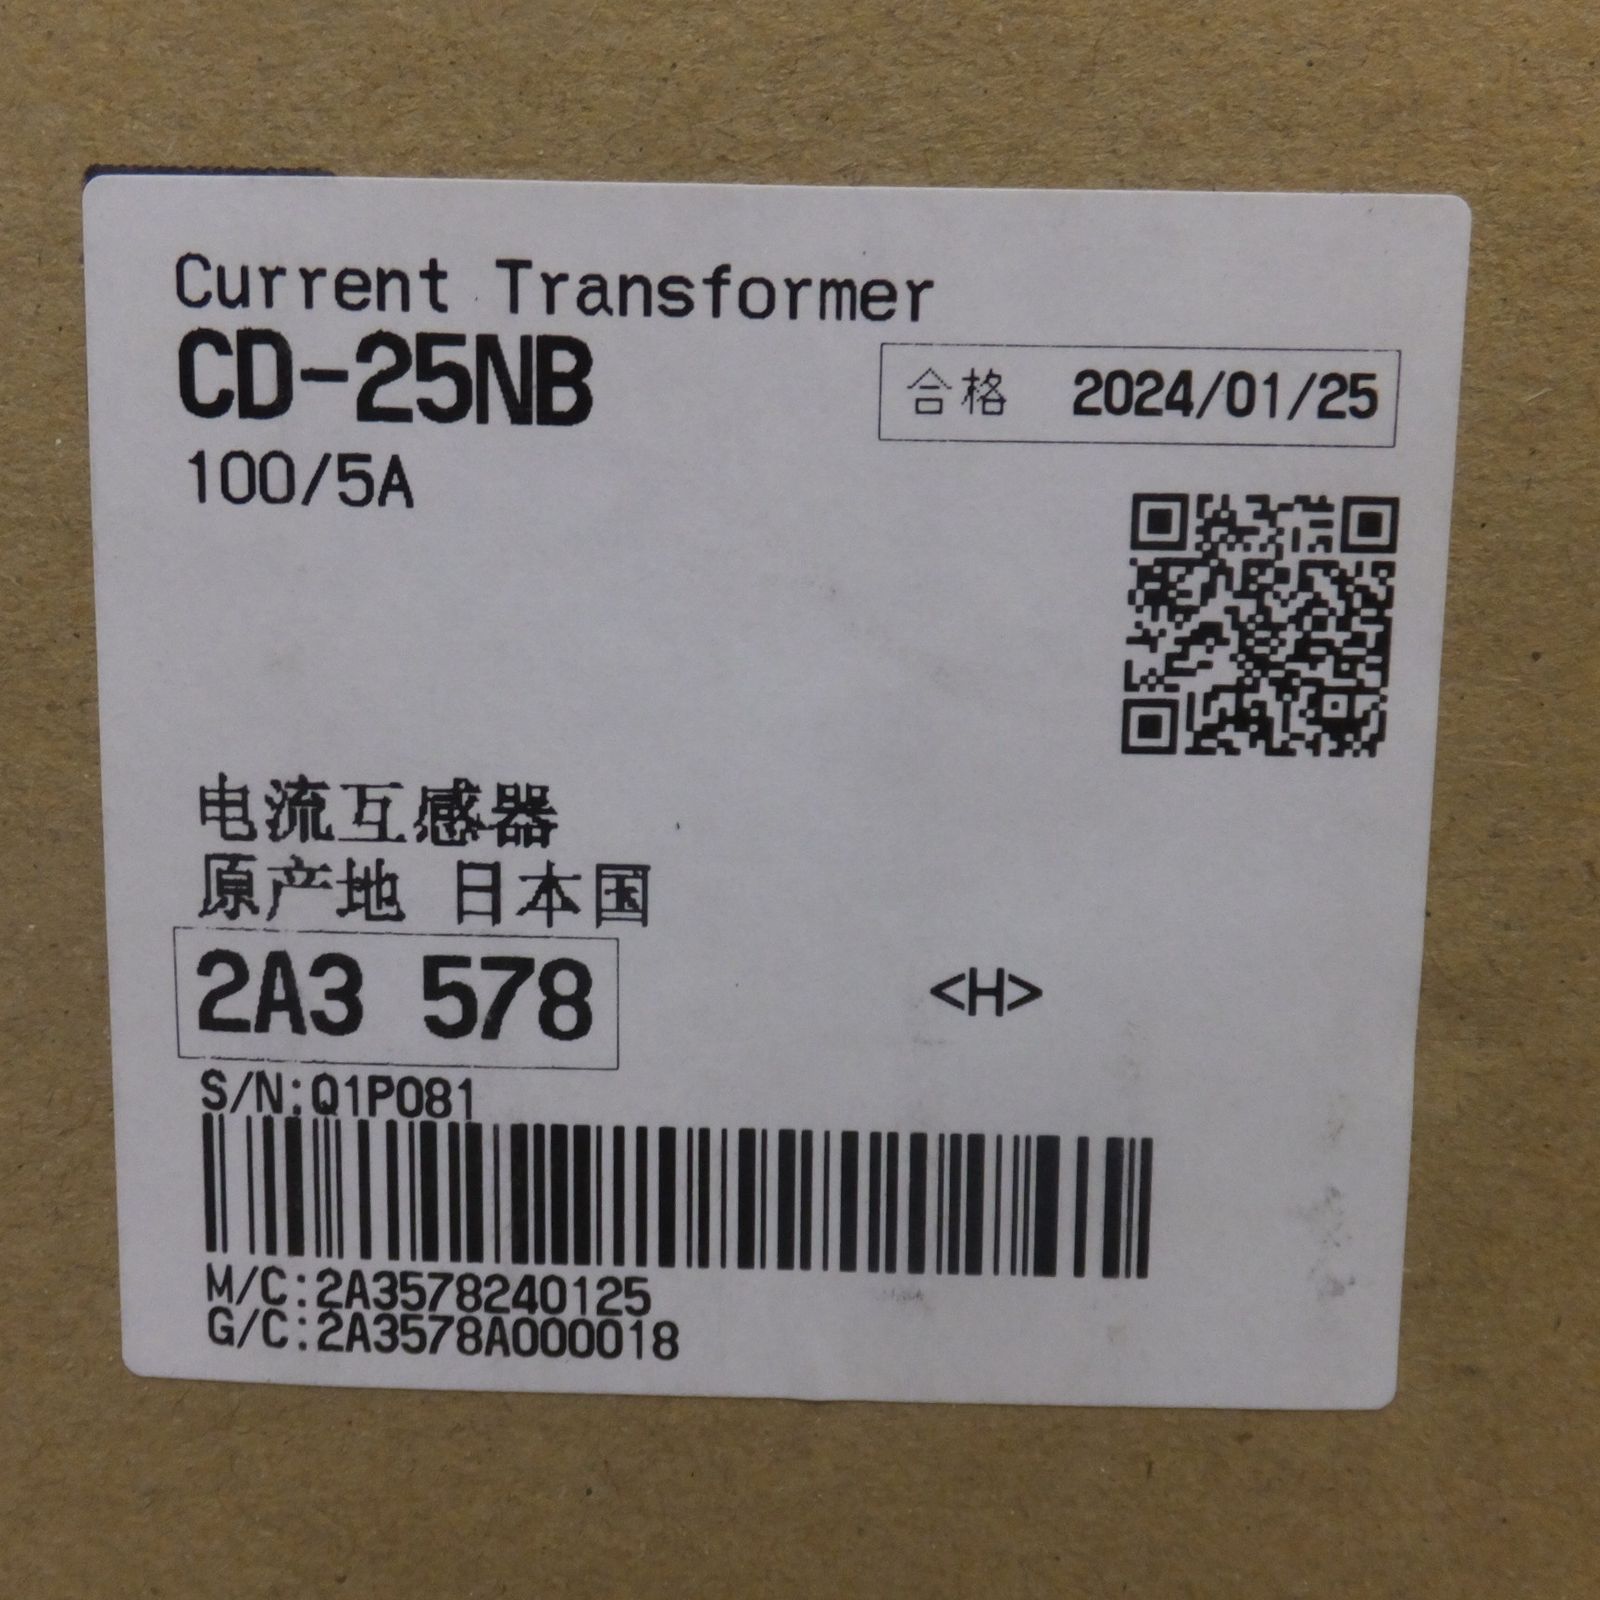 Current Transformer
CD-25NB
合格 2024/01/25
100/5A
电流互感器
原产地 日本国
2A3 578
<H>
S/N:Q1P081
M/C:2A3578240125
G/C:2A3578A000018